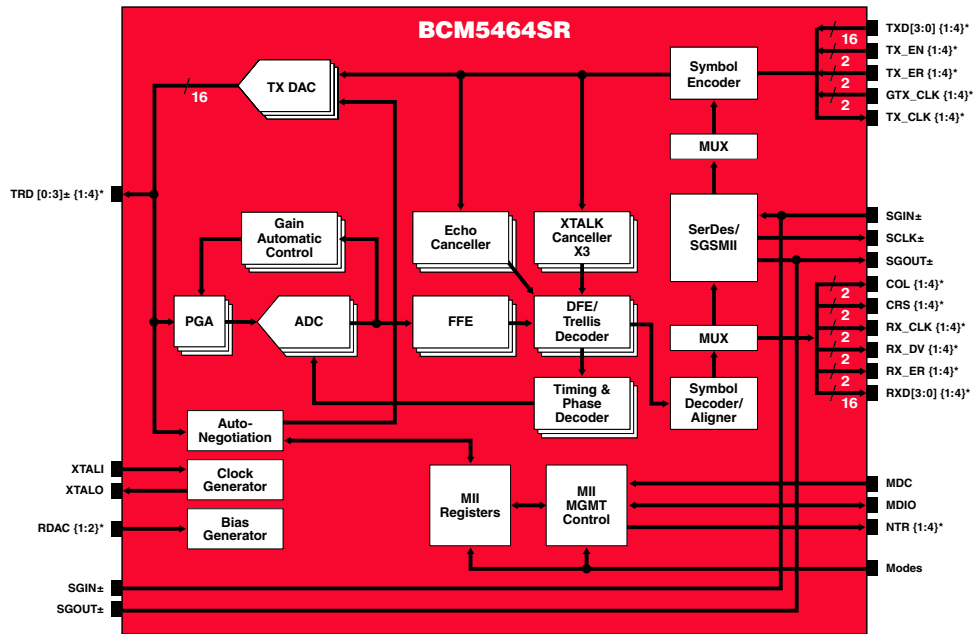 BCM5464SR
TXD[3:0] {1:4}*
16
TX_EN {1:4}*
2
TX_ER {1:4}*
2
GTX_CLK {1:4}*
2
TX_CLK {1:4}*
Symbol
Encoder
TX DAC
16
MUX
TRD [0:3]± {1:4}*
SerDes/
SGSMII
SGIN±
SCLK±
SGOUT±
Gain
Automatic
Control
Echo
Canceller
XTALK
Canceller
X3
COL {1:4}*
2
CRS {1:4}*
2
RX_CLK {1:4}*
2
RX_DV {1:4}*
2
RX_ER {1:4}*
16
RXD[3:0] {1:4}*
PGA
ADC
FFE
DFE/
Trellis
Decoder
MUX
Timing &
Phase
Decoder
Symbol
Decoder/
Aligner
Auto-
Negotiation
XTALI
XTALO
Clock
Generator
RDAC {1:2}*
Bias
Generator
MII
Registers
MII
MGMT
Control
MDC
MDIO
NTR {1:4}*
Modes
SGIN±
SGOUT±